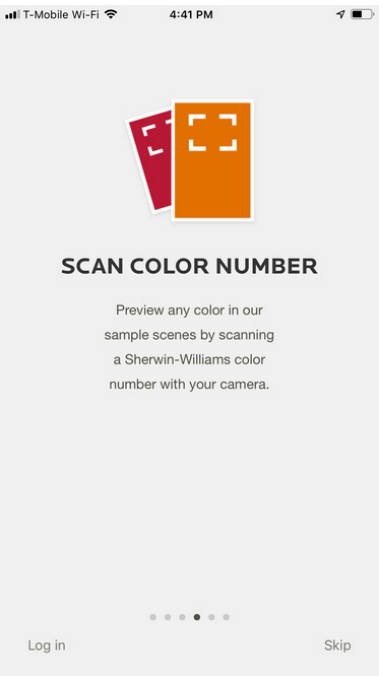 T-Mobile Wi-Fi 4:41 PM
SCAN COLOR NUMBER
Preview any color in our
sample scenes by scanning
a Sherwin-Williams color
number with your camera.
Log in Skip